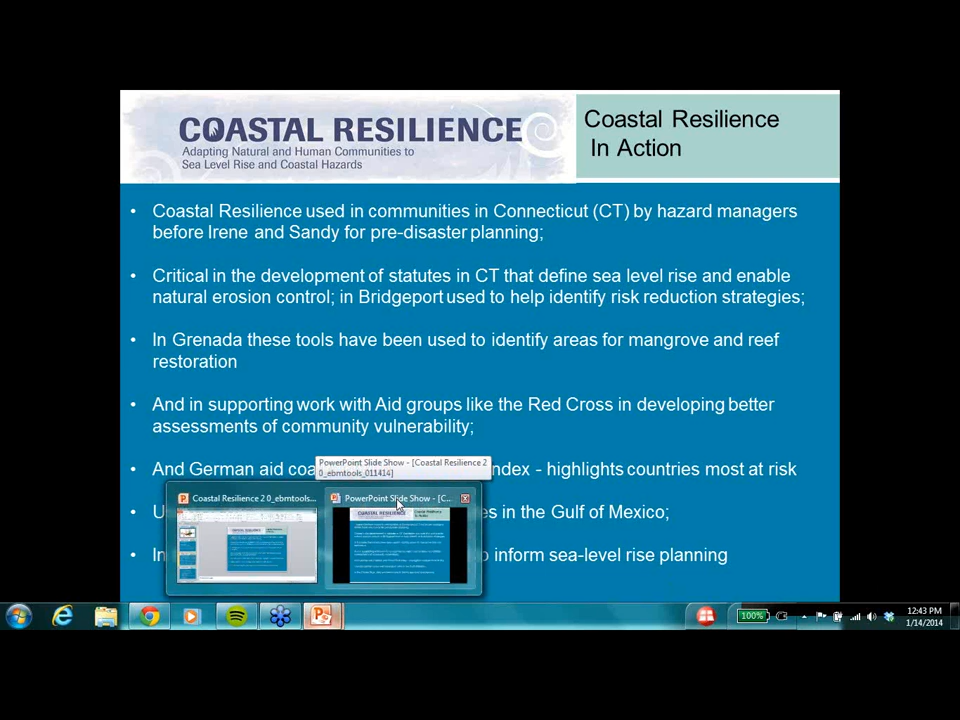 COASTAL RESILIENCE
Adapting Natural and Human Communities to
Sea Level Rise and Coastal Hazards
Coastal Resilience
In Action
• Coastal Resilience used in communities in Connecticut (CT) by hazard managers
before Irene and Sandy for pre-disaster planning;
• Critical in the development of statutes in CT that define sea level rise and enable
natural erosion control; in Bridgeport used to help identify risk reduction strategies;
• In Grenada these tools have been used to identify areas for mangrove and reef
restoration
• And in supporting work with Aid groups like the Red Cross in developing better
assessments of community vulnerability;
• And German aid coa ndex - highlights countries most at risk
PowerPoint Slide Show - [Coastal Resilience 2
0_ebmtools_011414]
Coastal Resilience 2 0_ebmtools...
PowerPoint Slide Show - [C...
• U es in the Gulf of Mexico;
• In o inform sea-level rise planning
100%
12:43 PM
1/14/2014